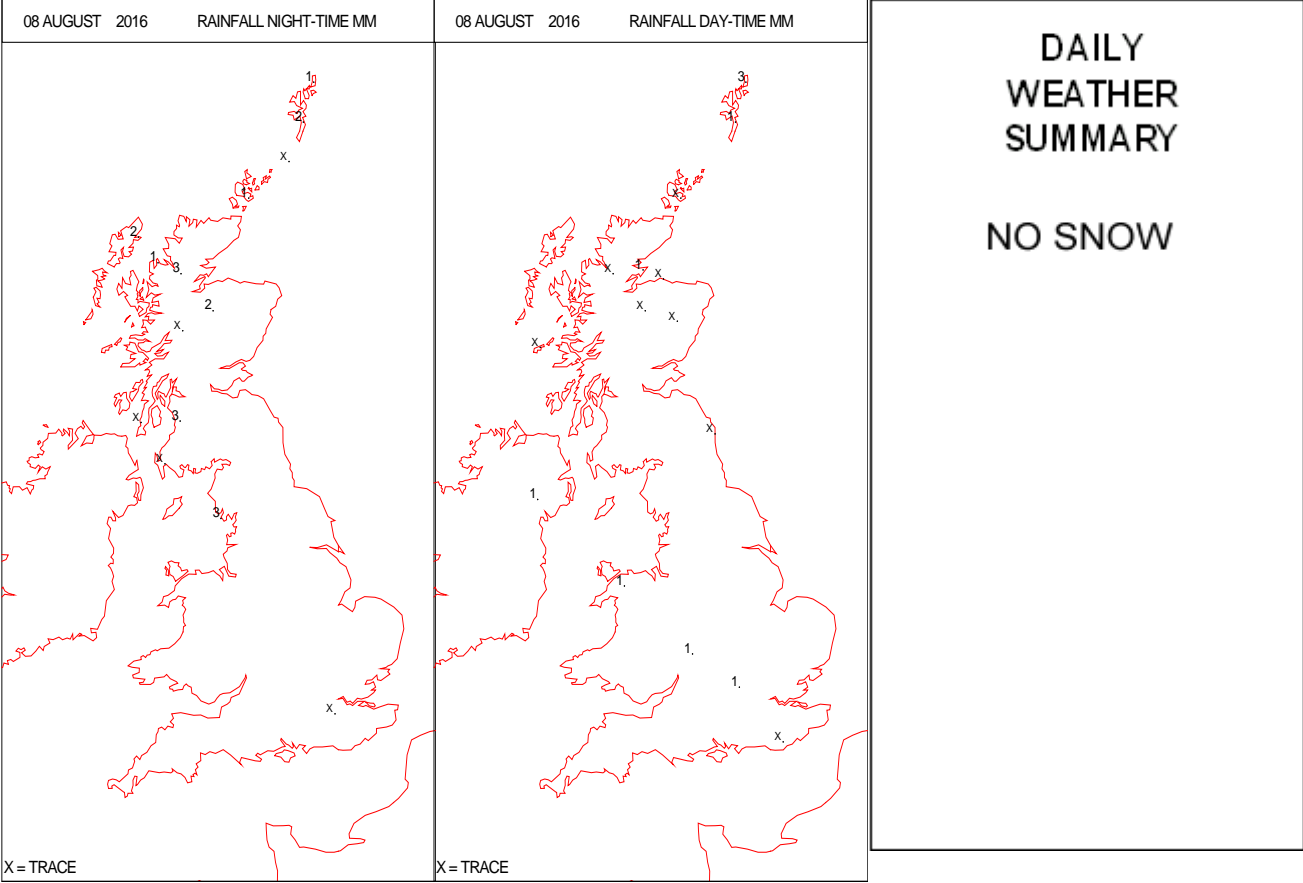 08 AUGUST 2016 RAINFALL NIGHT-TIME MM
1.
2.
X.
1.
2.
1.
3.
2.
X.
X.
3.
X
3.
X.
X = TRACE
08 AUGUST 2016 RAINFALL DAY-TIME MM
3.
1.
X.
X.
1.
X.
X.
X.
X.
X.
1.
1.
1.
1.
X.
X = TRACE
DAILY
WEATHER
SUMMARY
NO SNOW